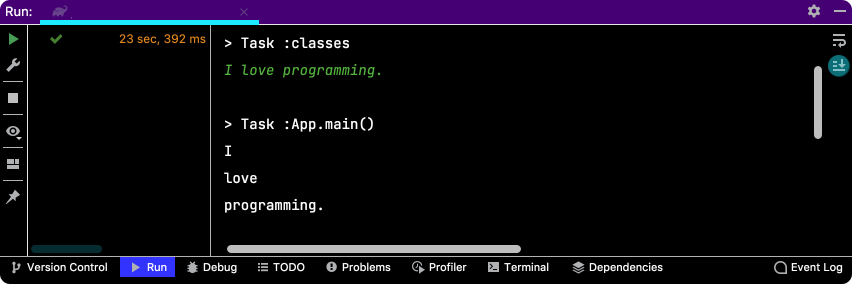 Run:
23 sec, 392 ms
> Task :classes
I love programming.
> Task :App.main()
I
love
programming.
Version Control
Run
Debug
TODO
Problems
Profiler
Terminal
Dependencies
Event Log